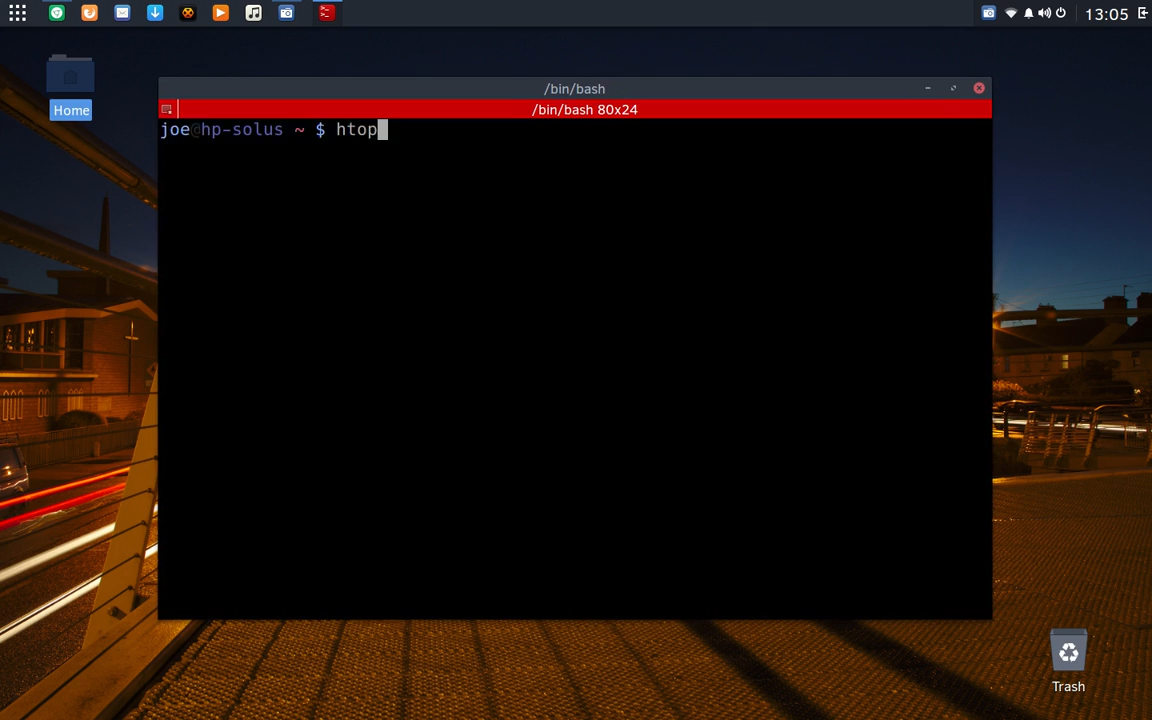 13:05
Home
/bin/bash
/bin/bash 80x24
joe@hp-solus ~ $ htop
Trash